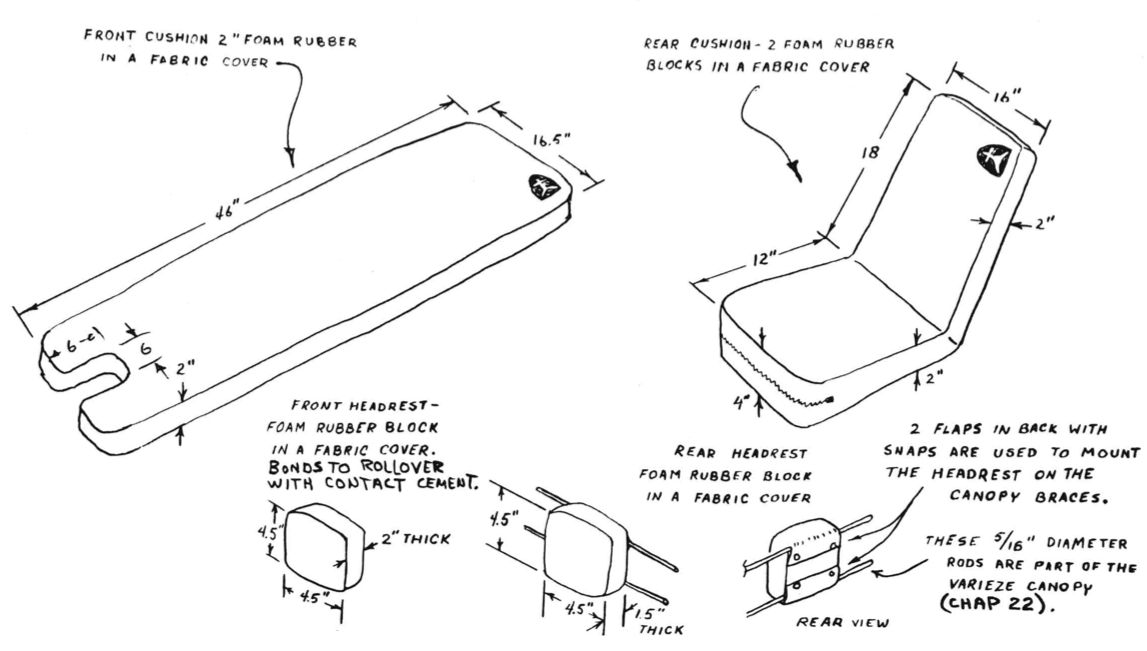 FRONT CUSHION 2" FOAM RUBBER
IN A FABRIC COVER
46"
16.5"
6
6
2"
REAR CUSHION- 2 FOAM RUBBER
BLOCKS IN A FABRIC COVER
16"
18
2"
12"
2"
4"
FRONT HEADREST-
FOAM RUBBER BLOCK
IN A FABRIC COVER.
BONDS TO ROLLOVER
WITH CONTACT CEMENT.
4.5"
2" THICK
4.5"
4.5"
4.5"
1.5"
THICK
REAR HEADREST
FOAM RUBBER BLOCK
IN A FABRIC COVER
2 FLAPS IN BACK WITH
SNAPS ARE USED TO MOUNT
THE HEADREST ON THE
CANOPY BRACES.
THESE 5/16" DIAMETER
RODS ARE PART OF THE
VARIEZE CANOPY
(CHAP 22).
REAR VIEW